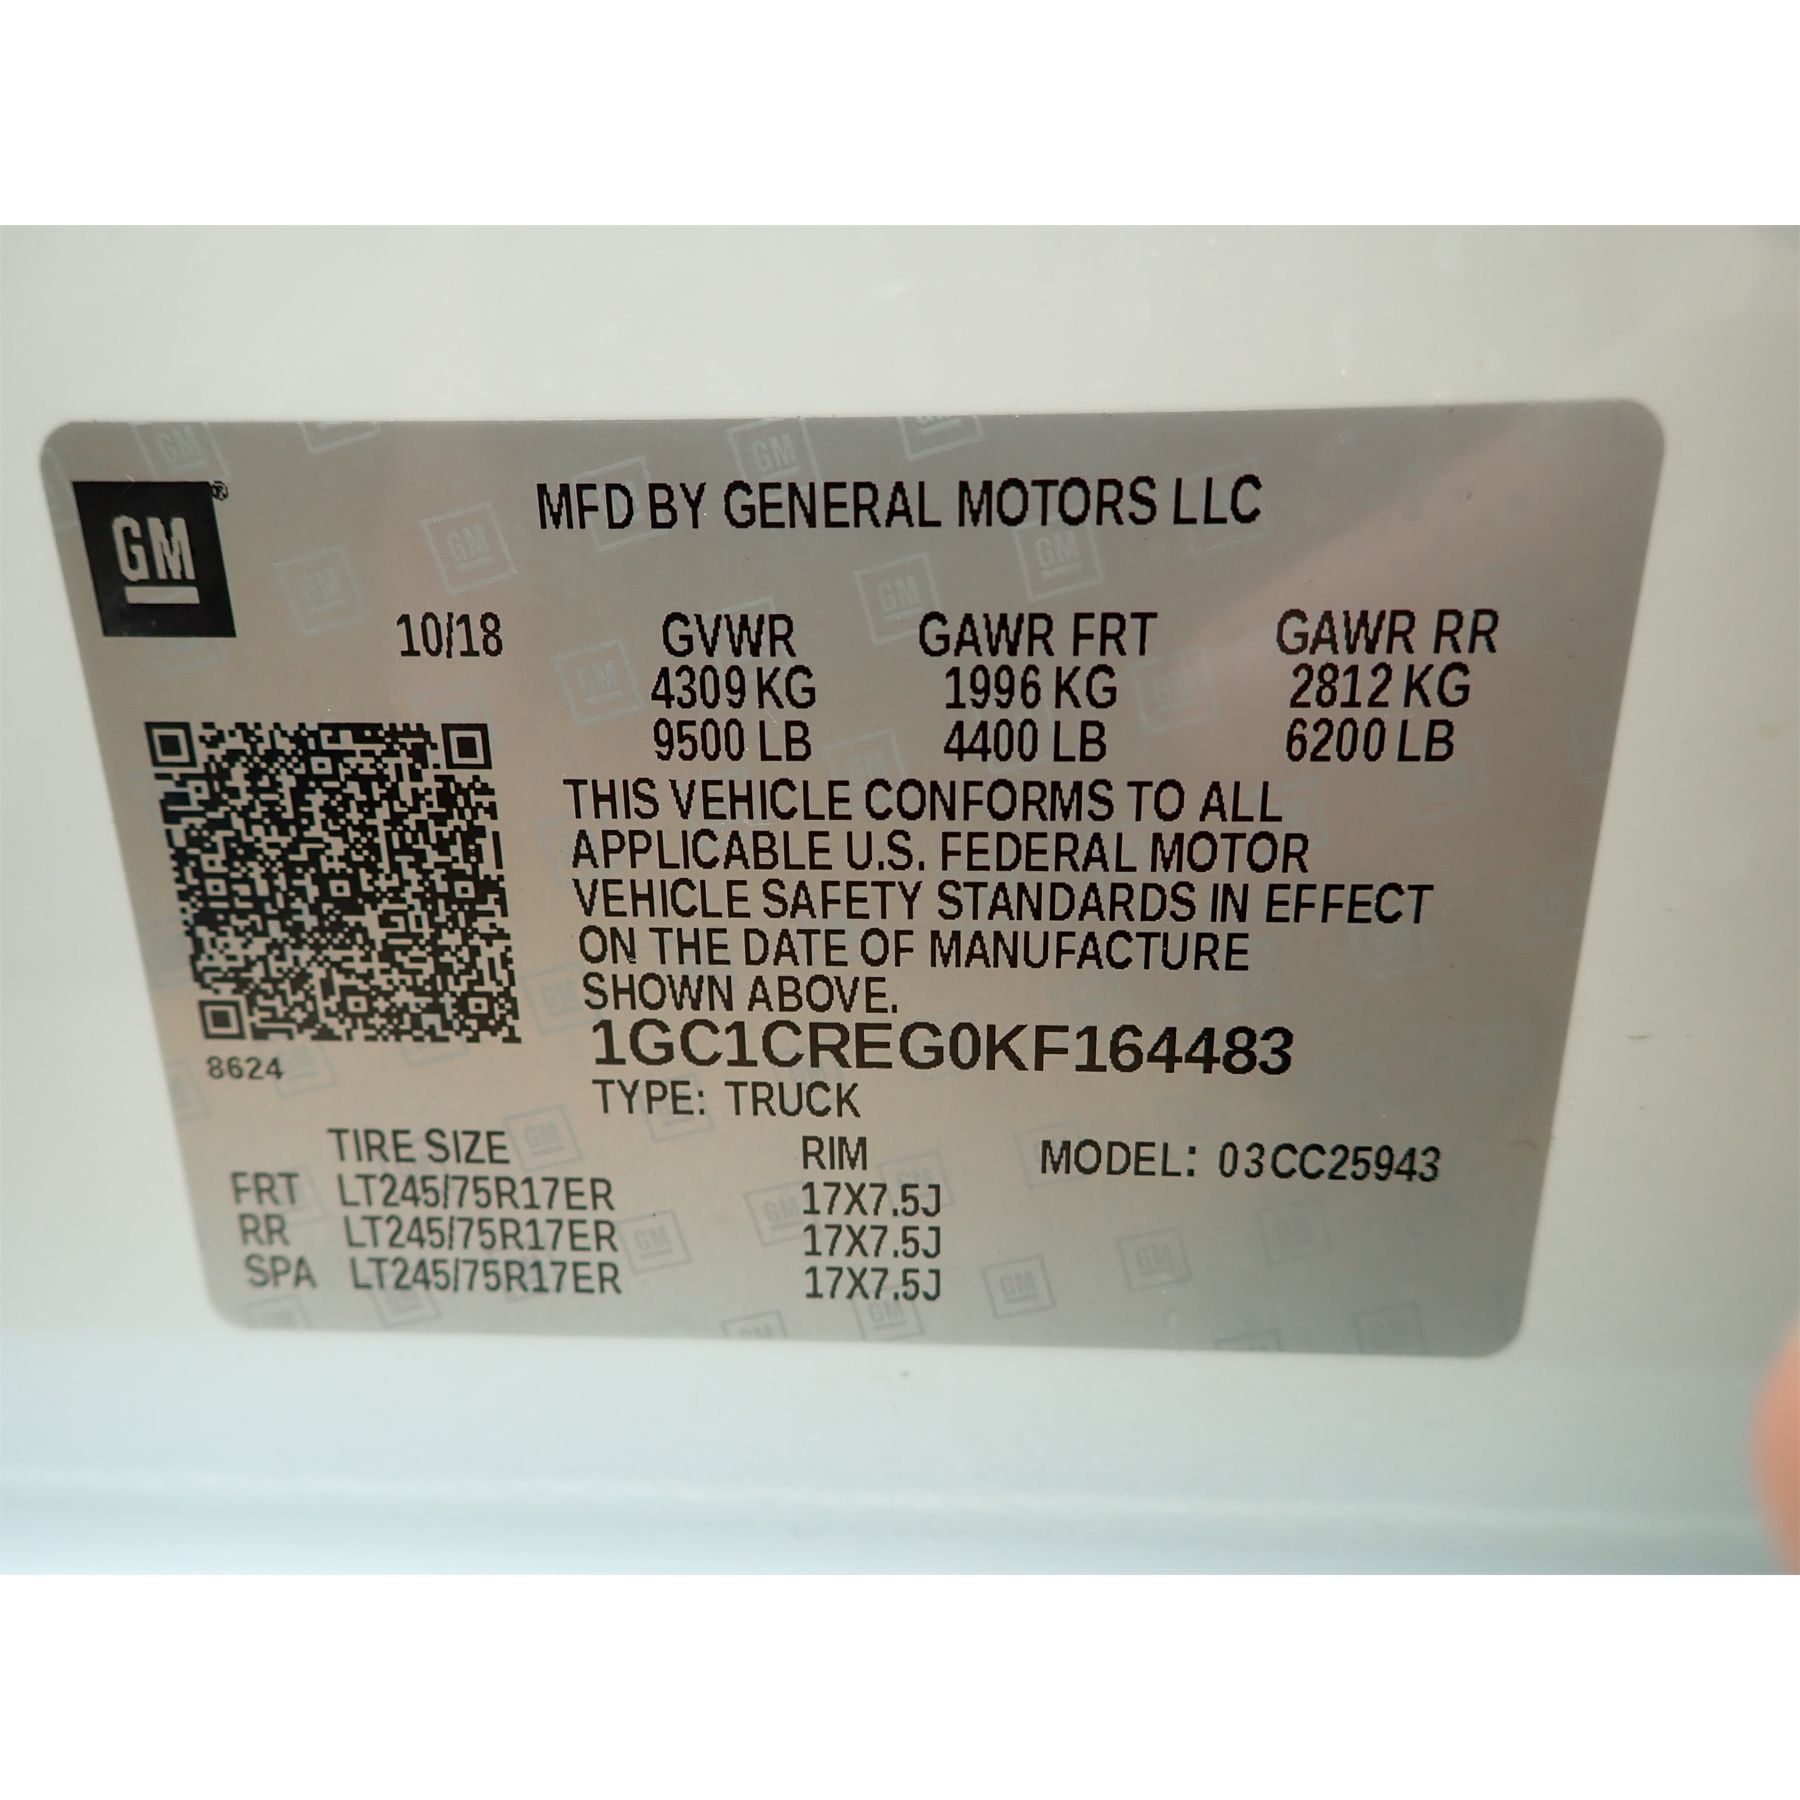 GM®
MFD BY GENERAL MOTORS LLC
10/18 GVWR GAWR FRT GAWR RR
4309 KG 1996 KG 2812 KG
9500 LB 4400 LB 6200 LB
THIS VEHICLE CONFORMS TO ALL
APPLICABLE U.S. FEDERAL MOTOR
VEHICLE SAFETY STANDARDS IN EFFECT
ON THE DATE OF MANUFACTURE
SHOWN ABOVE.
1GC1CREG0KF164483
8624
TYPE: TRUCK
TIRE SIZE RIM MODEL: 03CC25943
FRT LT245/75R17ER 17X7.5J
RR LT245/75R17ER 17X7.5J
SPA LT245/75R17ER 17X7.5J